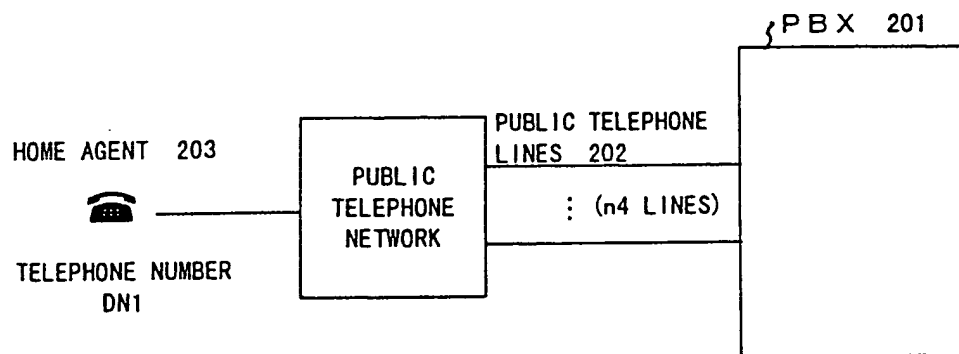 PBX 201
PUBLIC TELEPHONE
LINES 202
HOME AGENT 203
PUBLIC
TELEPHONE
NETWORK
: (n4 LINES)
TELEPHONE NUMBER
DN1